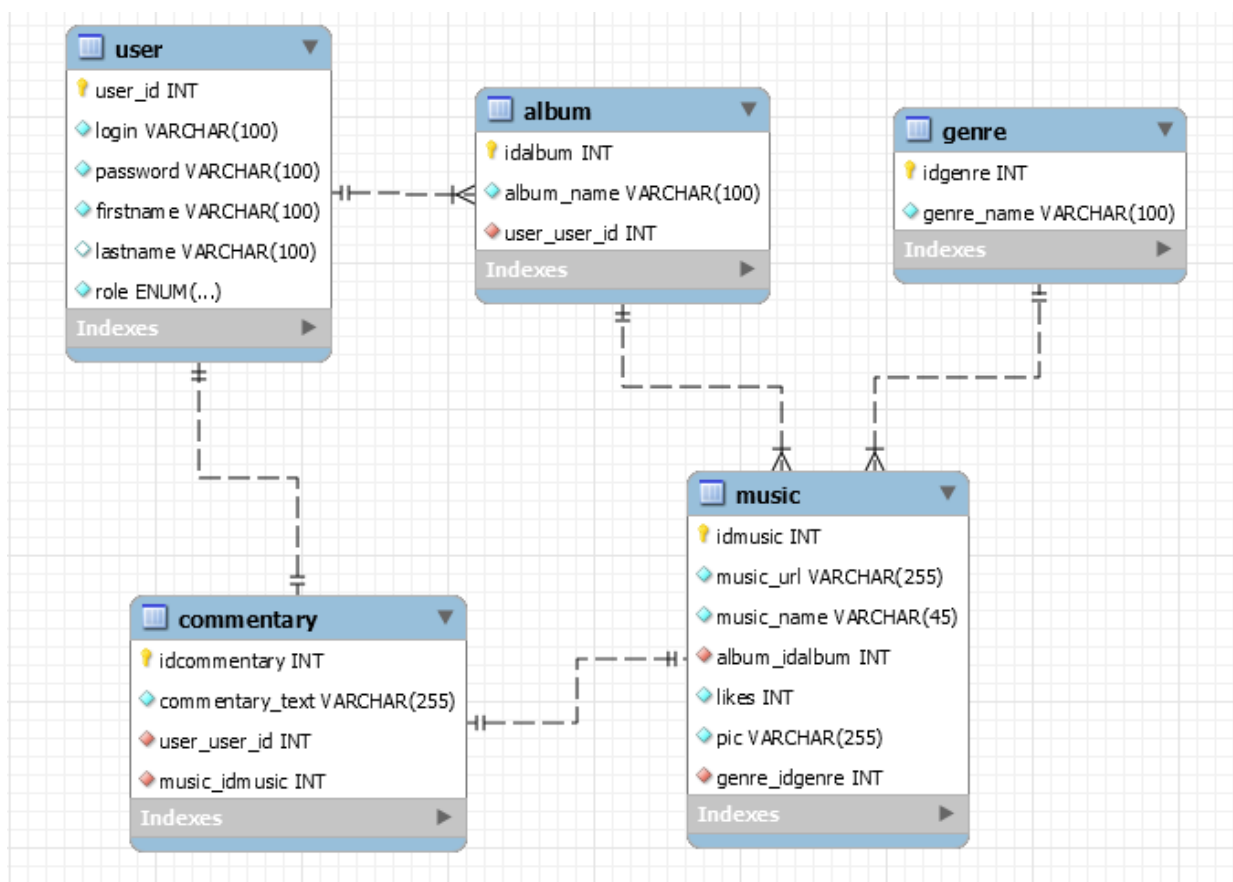 user
user_id INT
login VARCHAR(100)
password VARCHAR(100)
firstname VARCHAR(100)
lastname VARCHAR(100)
role ENUM(...)
Indexes
album
idalbum INT
album_name VARCHAR(100)
user_user_id INT
Indexes
genre
idgenre INT
genre_name VARCHAR(100)
Indexes
commentary
idcommentary INT
commentary_text VARCHAR(255)
user_user_id INT
music_idmusic INT
Indexes
music
idmusic INT
music_url VARCHAR(255)
music_name VARCHAR(45)
album_idalbum INT
likes INT
pic VARCHAR(255)
genre_idgenre INT
Indexes